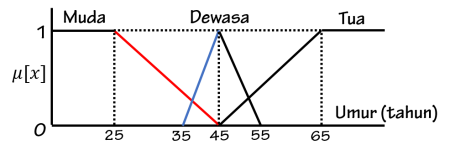 Muda Dewasa Tua
1
μ[x]
Umur (tahun)
0
25 35 45 55 65